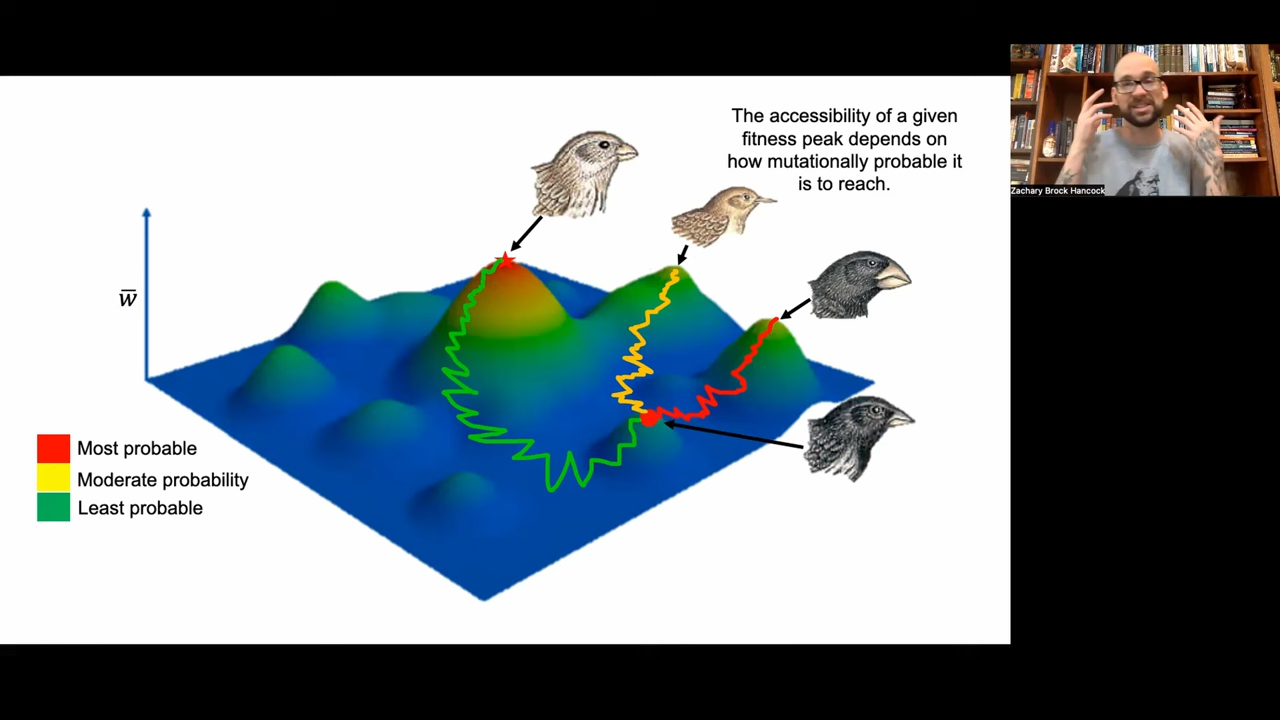 The accessibility of a given
fitness peak depends on
how mutationally probable it
is to reach.
Zachary Brock Hancock
w̅
Most probable
Moderate probability
Least probable